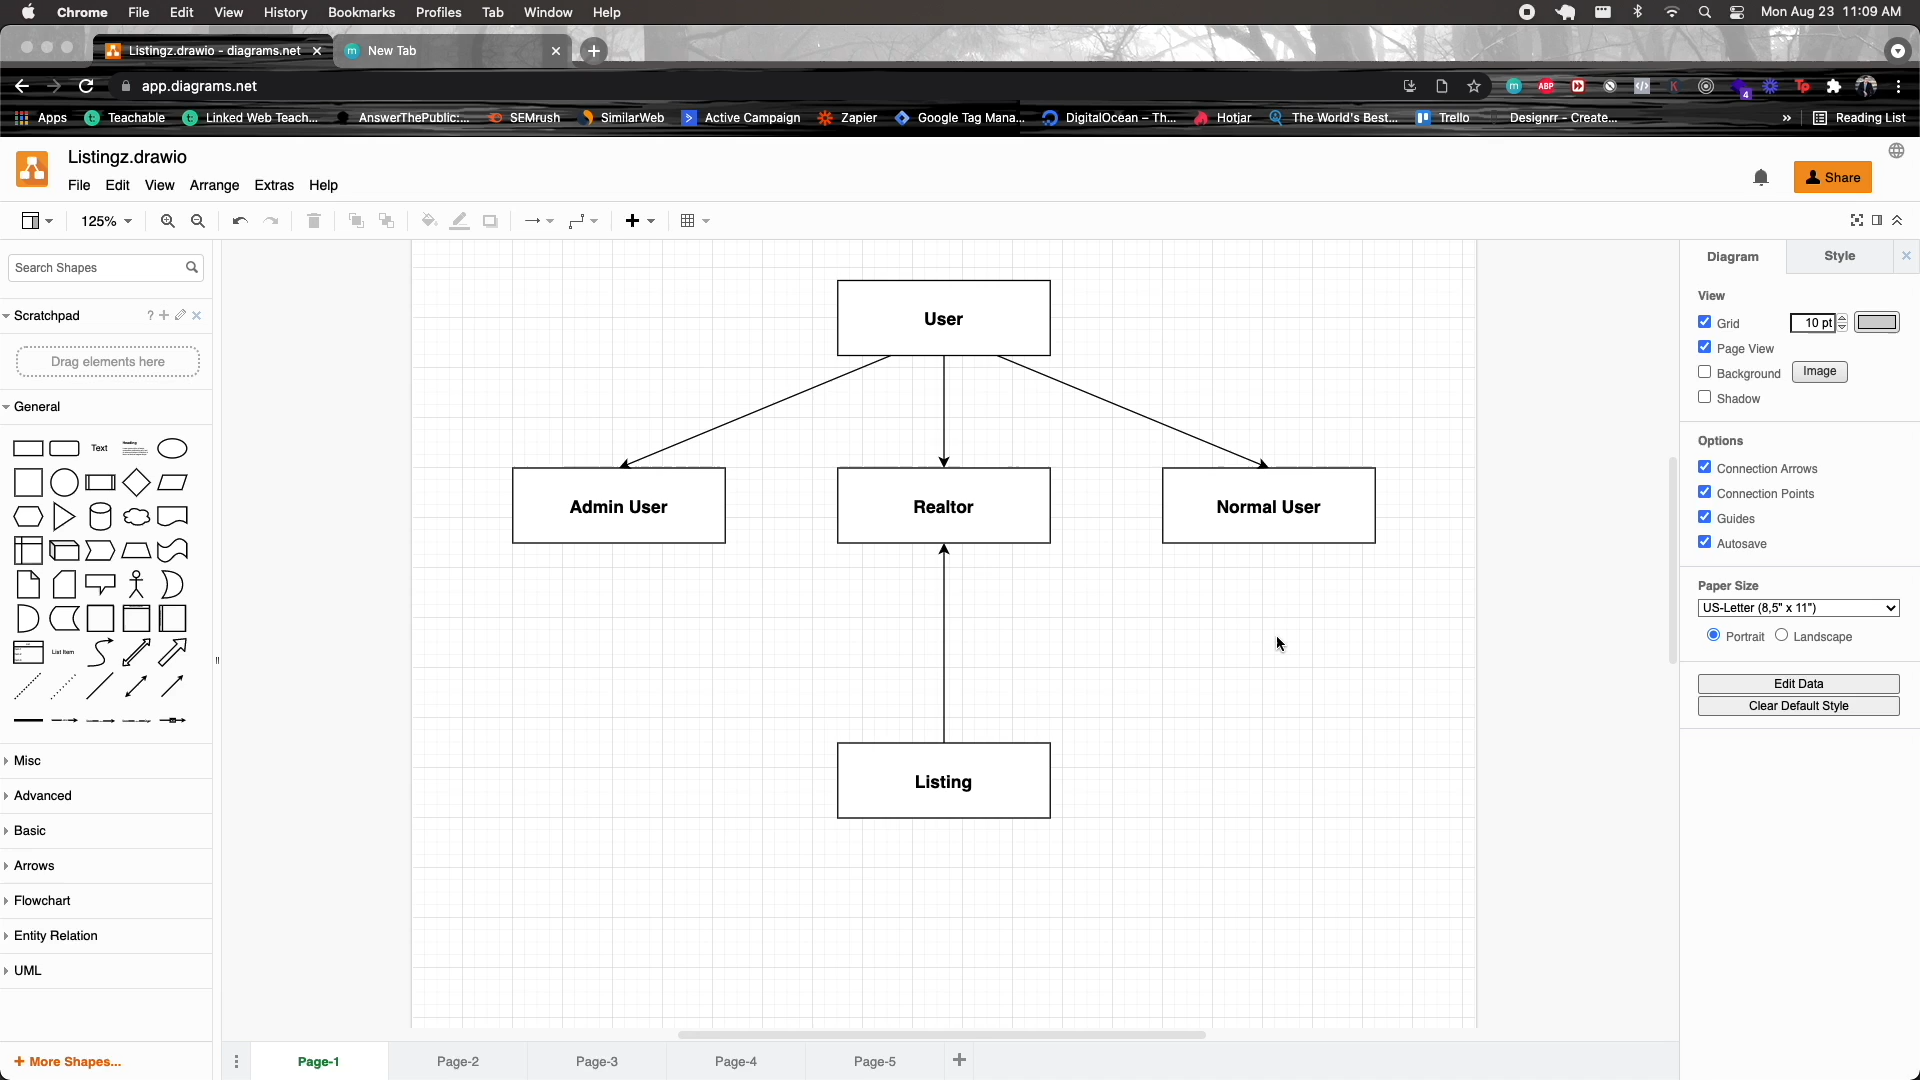 Chrome File Edit View History Bookmarks Profiles Tab Window Help Mon Aug 23 11:09 AM
Listingz.drawio - diagrams.net New Tab
app.diagrams.net
Apps Teachable Linked Web Teach... AnswerThePublic:... SEMrush SimilarWeb Active Campaign Zapier Google Tag Mana... DigitalOcean – Th... Hotjar The World's Best... Trello Designrr - Create... » Reading List
Listingz.drawio
File Edit View Arrange Extras Help
Share
125%
Search Shapes
Scratchpad
Drag elements here
General
Text
Heading
List Item
Misc
Advanced
Basic
Arrows
Flowchart
Entity Relation
UML
+ More Shapes...
User
Admin User
Realtor
Normal User
Listing
Page-1 Page-2 Page-3 Page-4 Page-5
Diagram Style
View
Grid 10 pt
Page View
Background Image
Shadow
Options
Connection Arrows
Connection Points
Guides
Autosave
Paper Size
US-Letter (8,5" x 11")
Portrait Landscape
Edit Data
Clear Default Style